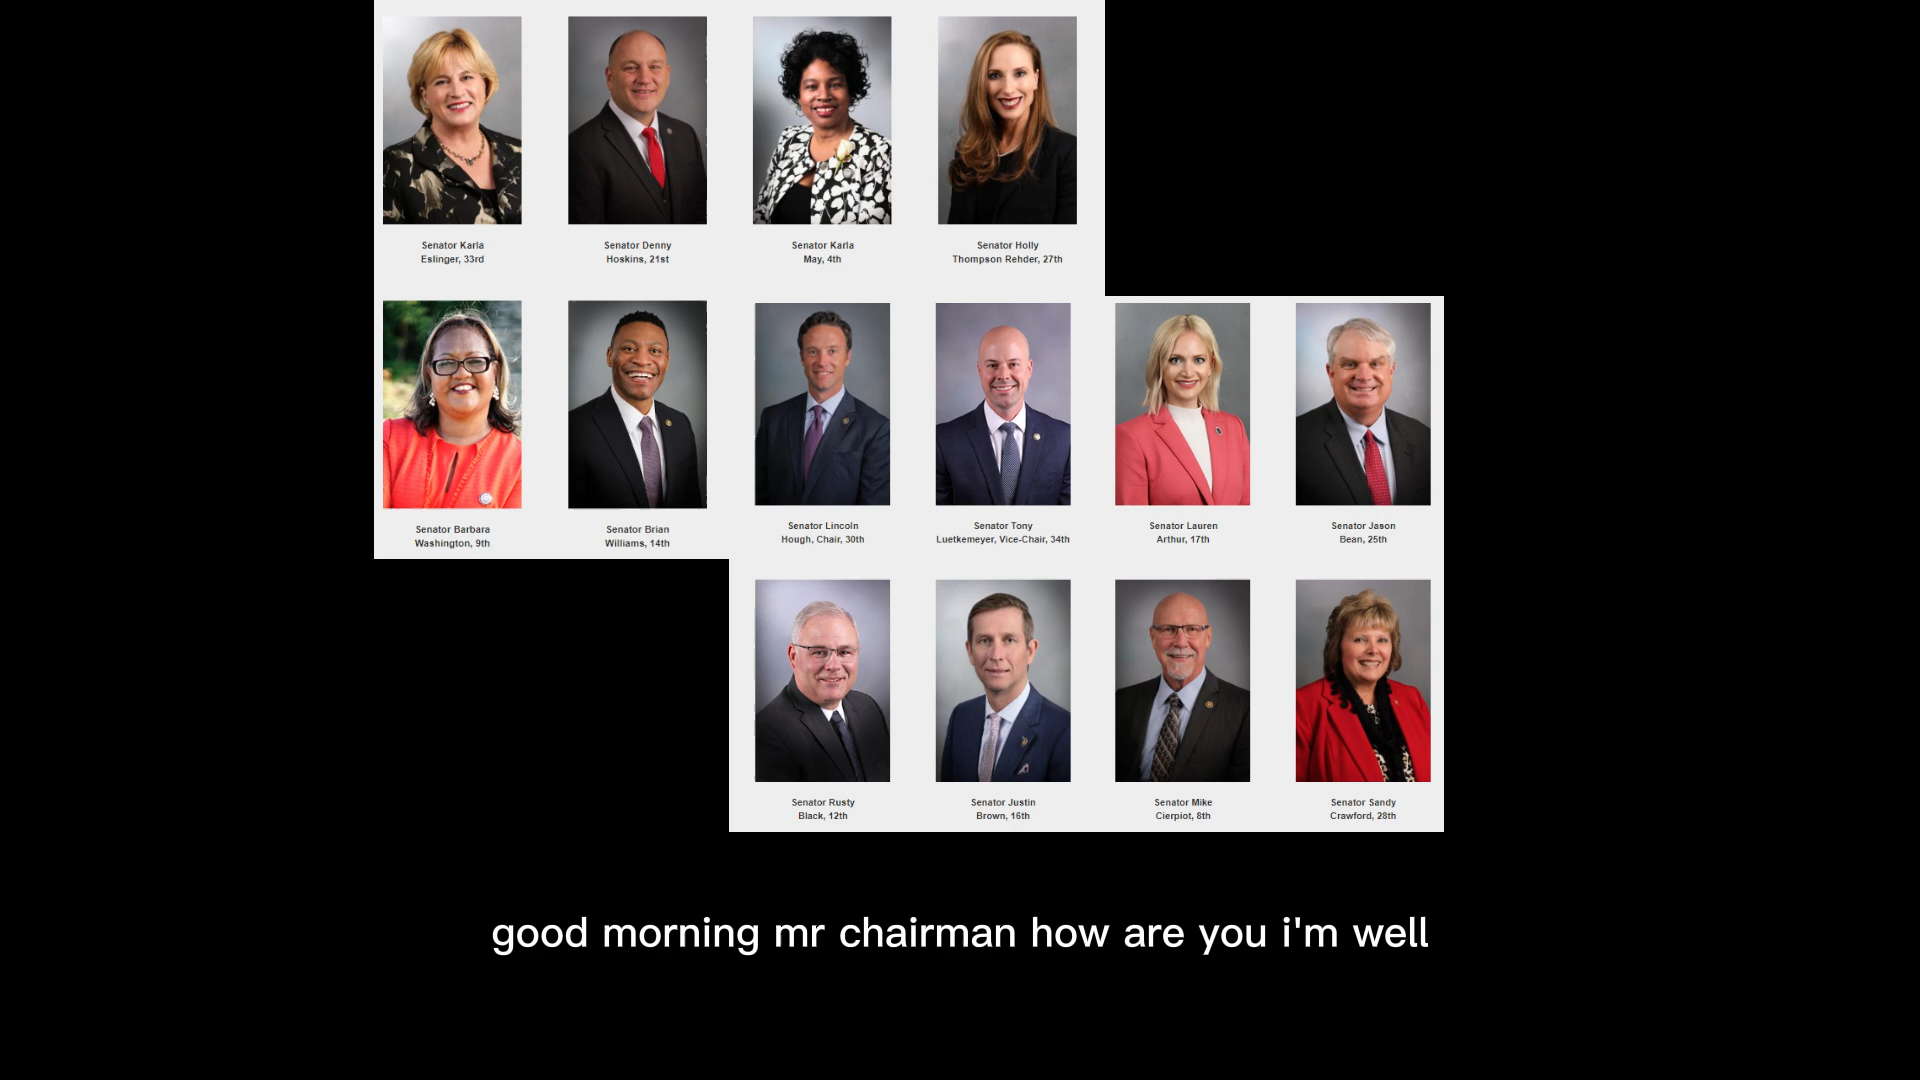 Senator Karla
Eslinger, 33rd
Senator Denny
Hoskins, 21st
Senator Karla
May, 4th
Senator Holly
Thompson Rehder, 27th
Senator Barbara
Washington, 9th
Senator Brian
Williams, 14th
Senator Lincoln
Hough, Chair, 30th
Senator Tony
Luetkemeyer, Vice-Chair, 34th
Senator Lauren
Arthur, 17th
Senator Jason
Bean, 25th
Senator Rusty
Black, 12th
Senator Justin
Brown, 16th
Senator Mike
Cierpiot, 8th
Senator Sandy
Crawford, 28th
good morning mr chairman how are you i'm well